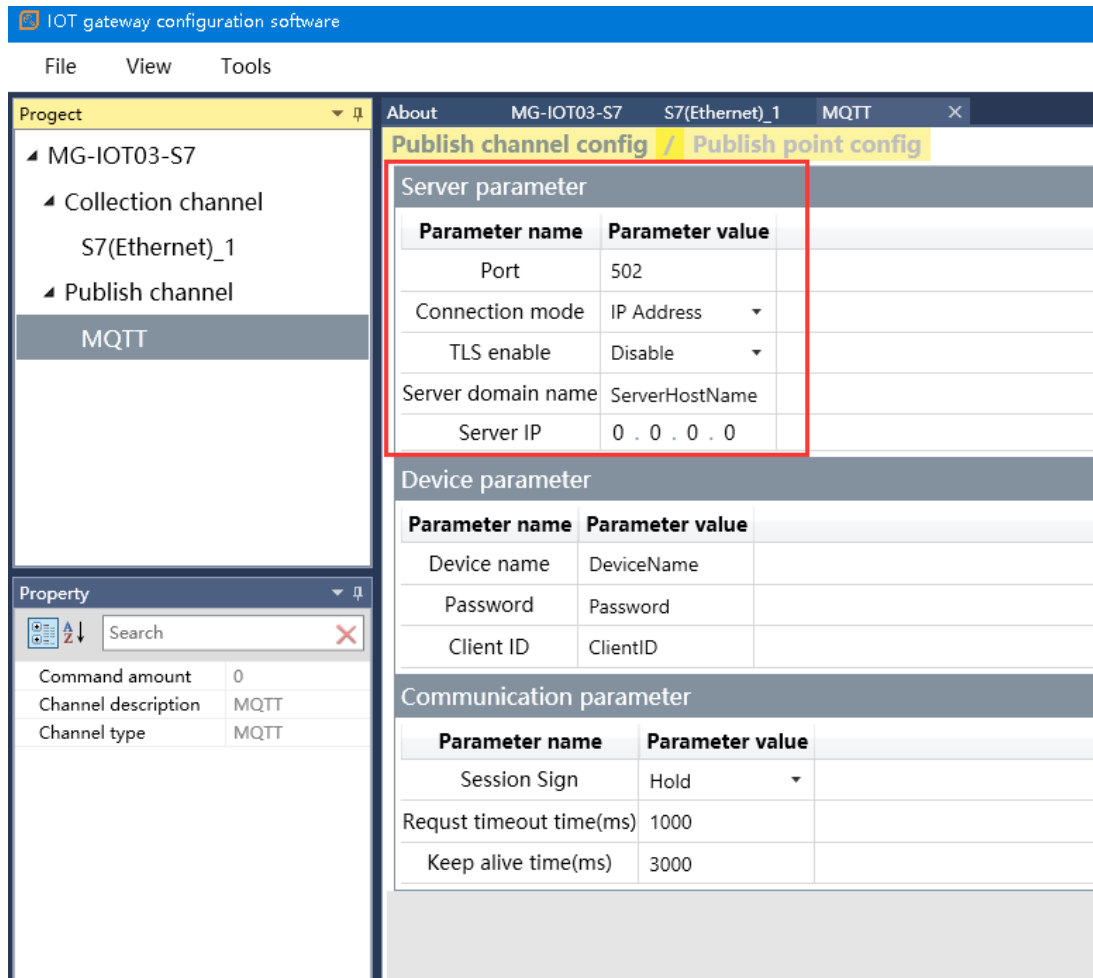 IOT gateway configuration software
File View Tools
Progect
MG-IOT03-S7
Collection channel
S7(Ethernet)_1
Publish channel
MQTT
Property
Search
Command amount 0
Channel description MQTT
Channel type MQTT
About MG-IOT03-S7 S7(Ethernet)_1 MQTT
Publish channel config / Publish point config
Server parameter
Parameter name Parameter value
Port 502
Connection mode IP Address
TLS enable Disable
Server domain name ServerHostName
Server IP 0 . 0 . 0 . 0
Device parameter
Parameter name Parameter value
Device name DeviceName
Password Password
Client ID ClientID
Communication parameter
Parameter name Parameter value
Session Sign Hold
Requst timeout time(ms) 1000
Keep alive time(ms) 3000